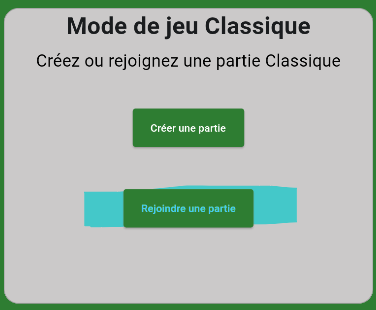 Mode de jeu Classique
Créez ou rejoignez une partie Classique
Créer une partie
Rejoindre une partie